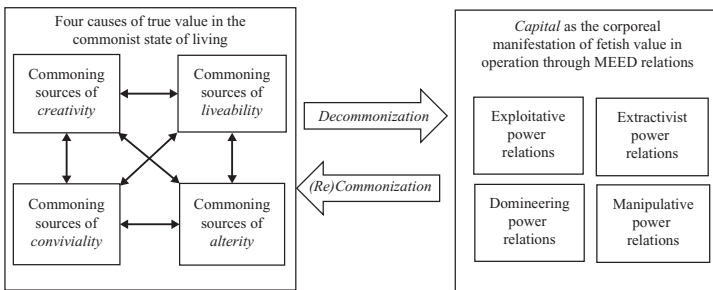 Four causes of true value in the
commonist state of living
Commoning
sources of
creativity
Commoning
sources of
liveability
Commoning
sources of
conviviality
Commoning
sources of
alterity
Decommonization
(Re)Commonization
Capital as the corporeal
manifestation of fetish value in
operation through MEED relations
Exploitative
power
relations
Extractivist
power
relations
Domineering
power
relations
Manipulative
power
relations